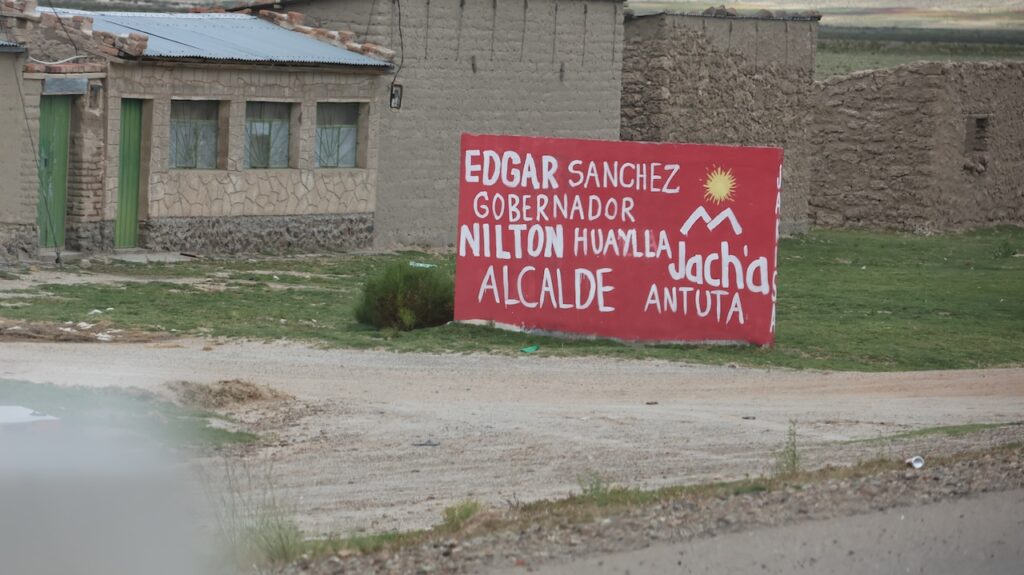 EDGAR SANCHEZ
GOBERNADOR
NILTON HUAYLLA
ALCALDE
Jach'a
ANTUTA